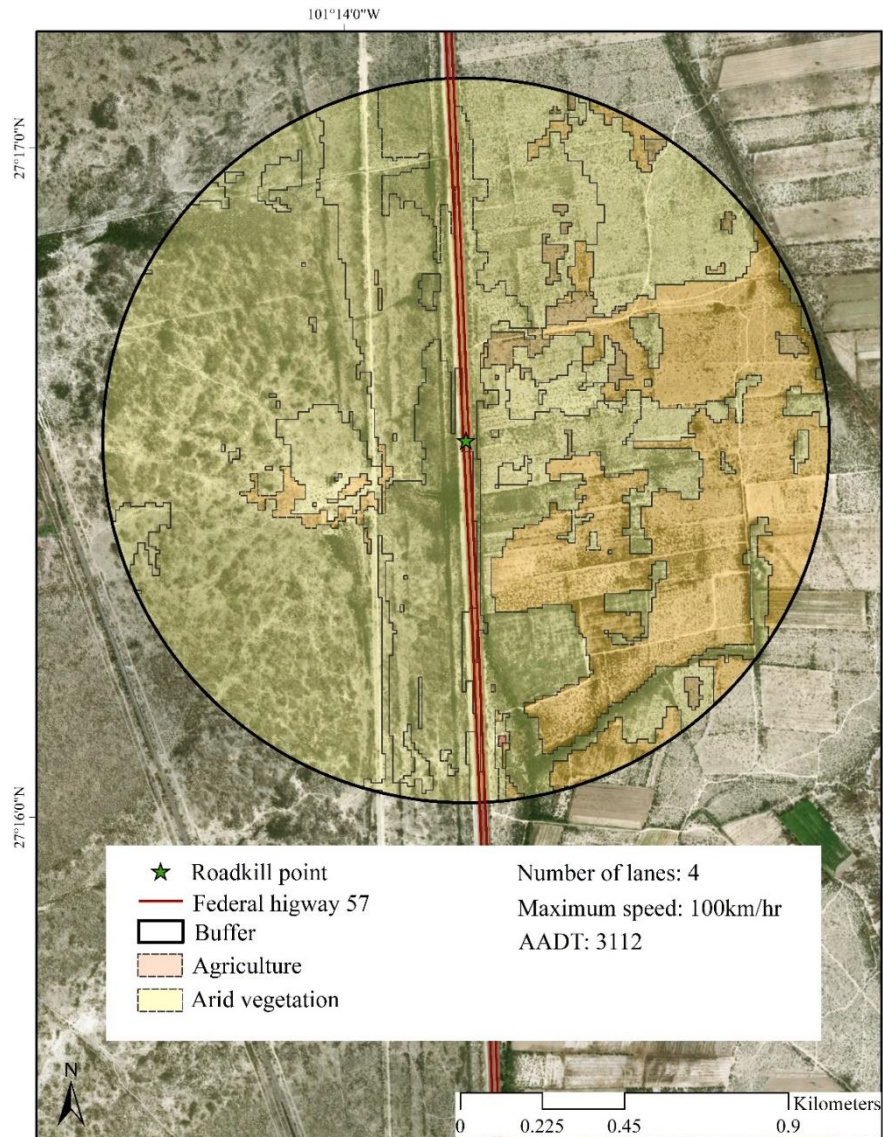 101°14'0"W
27°17'0"N
27°16'0"N
Roadkill point
Federal higway 57
Buffer
Agriculture
Arid vegetation
Number of lanes: 4
Maximum speed: 100km/hr
AADT: 3112
N
Kilometers
0 0.225 0.45 0.9